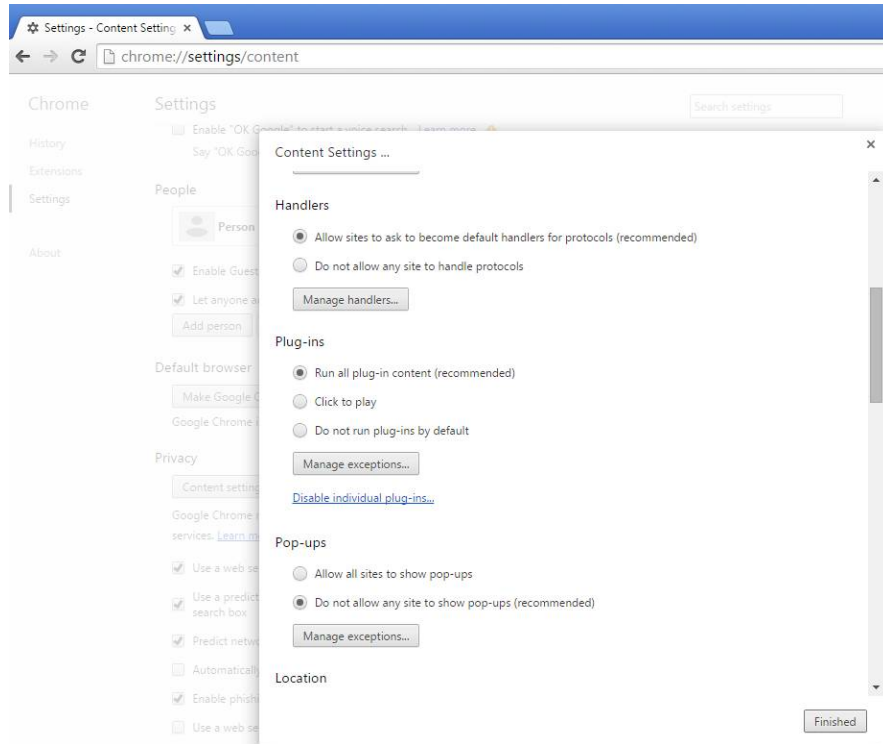 Settings - Content Setting
chrome://settings/content
Chrome
Settings
Search settings
History
Extensions
Settings
About
Enable "OK Google" to start a voice search Learn more
Say "OK Goo
People
Person
Enable Guest
Let anyone a
Add person
Default browser
Make Google C
Google Chrome i
Privacy
Content setting
Google Chrome
services. Learn m
Use a web se
Use a predict
search box
Predict netwo
Automatically
Enable phishi
Use a web se
Content Settings ...
Handlers
Allow sites to ask to become default handlers for protocols (recommended)
Do not allow any site to handle protocols
Manage handlers...
Plug-ins
Run all plug-in content (recommended)
Click to play
Do not run plug-ins by default
Manage exceptions...
Disable individual plug-ins...
Pop-ups
Allow all sites to show pop-ups
Do not allow any site to show pop-ups (recommended)
Manage exceptions...
Location
Finished